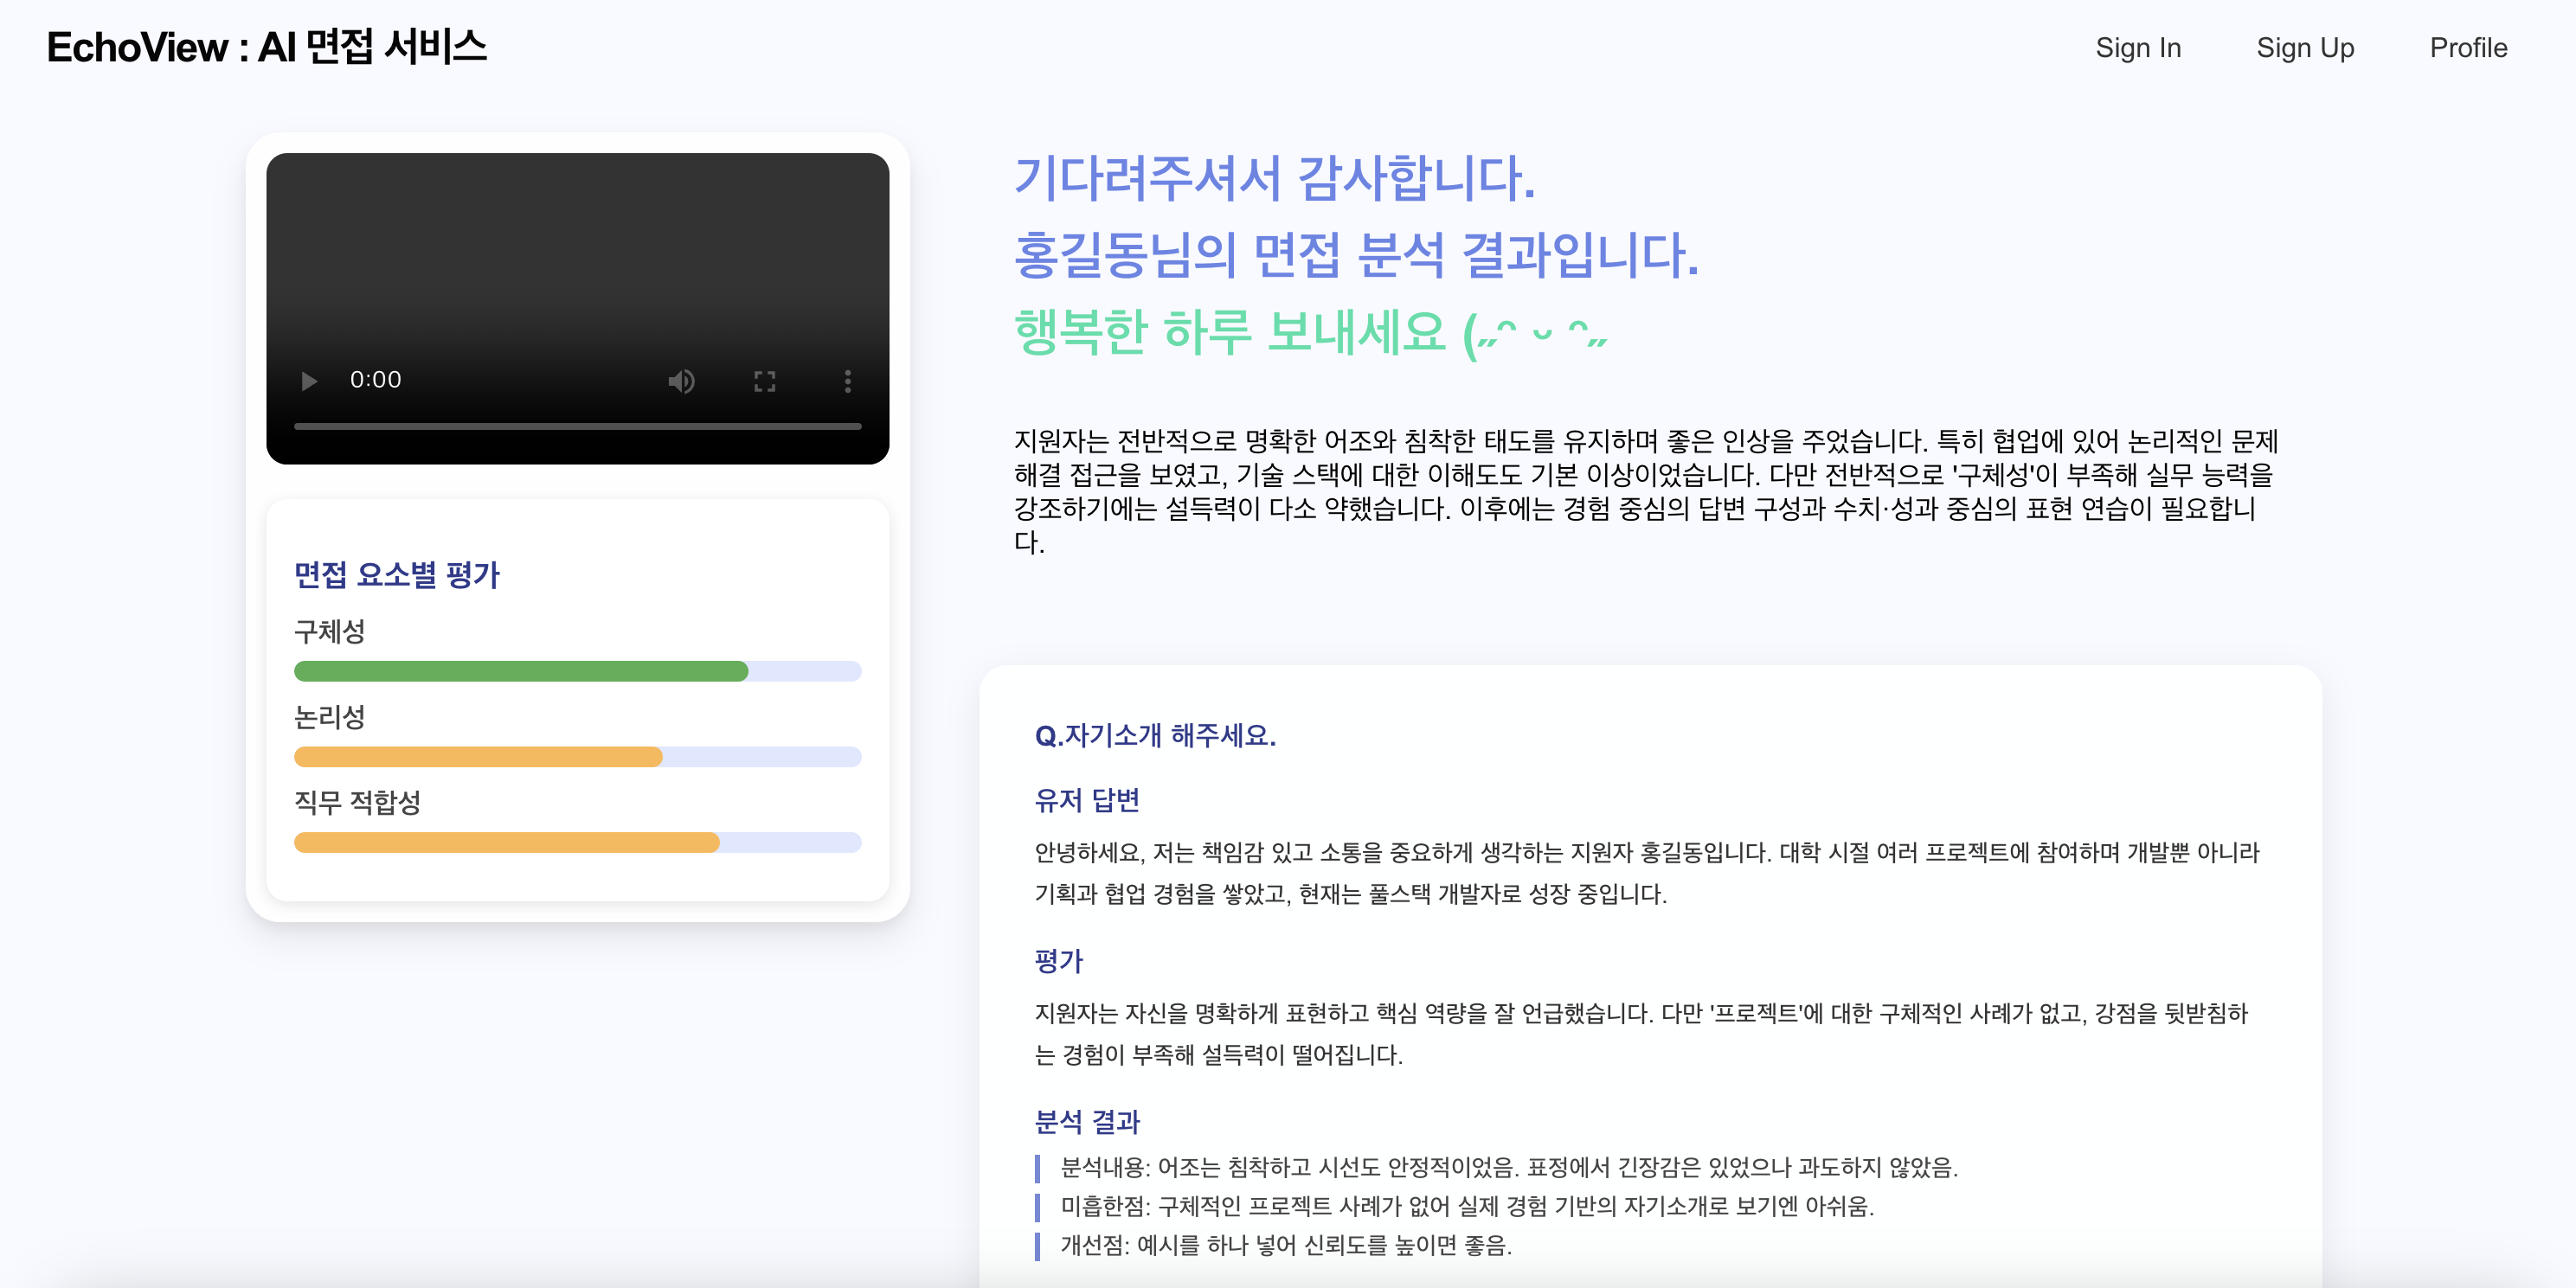 EchoView : AI 면접 서비스
Sign In
Sign Up
Profile
0:00
면접 요소별 평가
구체성
논리성
직무 적합성
기다려주셔서 감사합니다.
홍길동님의 면접 분석 결과입니다.
행복한 하루 보내세요 (˶ᵔ ᵕ ᵔ˶
지원자는 전반적으로 명확한 어조와 침착한 태도를 유지하며 좋은 인상을 주었습니다. 특히 협업에 있어 논리적인 문제
해결 접근을 보였고, 기술 스택에 대한 이해도도 기본 이상이었습니다. 다만 전반적으로 '구체성'이 부족해 실무 능력을
강조하기에는 설득력이 다소 약했습니다. 이후에는 경험 중심의 답변 구성과 수치·성과 중심의 표현 연습이 필요합니
다.
Q.자기소개 해주세요.
유저 답변
안녕하세요, 저는 책임감 있고 소통을 중요하게 생각하는 지원자 홍길동입니다. 대학 시절 여러 프로젝트에 참여하며 개발뿐 아니라
기획과 협업 경험을 쌓았고, 현재는 풀스택 개발자로 성장 중입니다.
평가
지원자는 자신을 명확하게 표현하고 핵심 역량을 잘 언급했습니다. 다만 '프로젝트'에 대한 구체적인 사례가 없고, 강점을 뒷받침하
는 경험이 부족해 설득력이 떨어집니다.
분석 결과
분석내용: 어조는 침착하고 시선도 안정적이었음. 표정에서 긴장감은 있었으나 과도하지 않았음.
미흡한점: 구체적인 프로젝트 사례가 없어 실제 경험 기반의 자기소개로 보기엔 아쉬움.
개선점: 예시를 하나 넣어 신뢰도를 높이면 좋음.